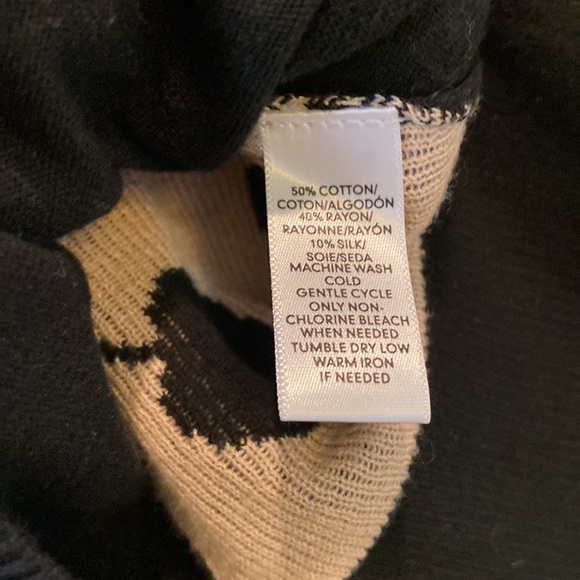 50% COTTON/
COTON/ALGODÓN
40% RAYON/
RAYONNE/RAYÓN
10% SILK/
SOIE/SEDA
MACHINE WASH
COLD
GENTLE CYCLE
ONLY NON-
CHLORINE BLEACH
WHEN NEEDED
TUMBLE DRY LOW
WARM IRON
IF NEEDED